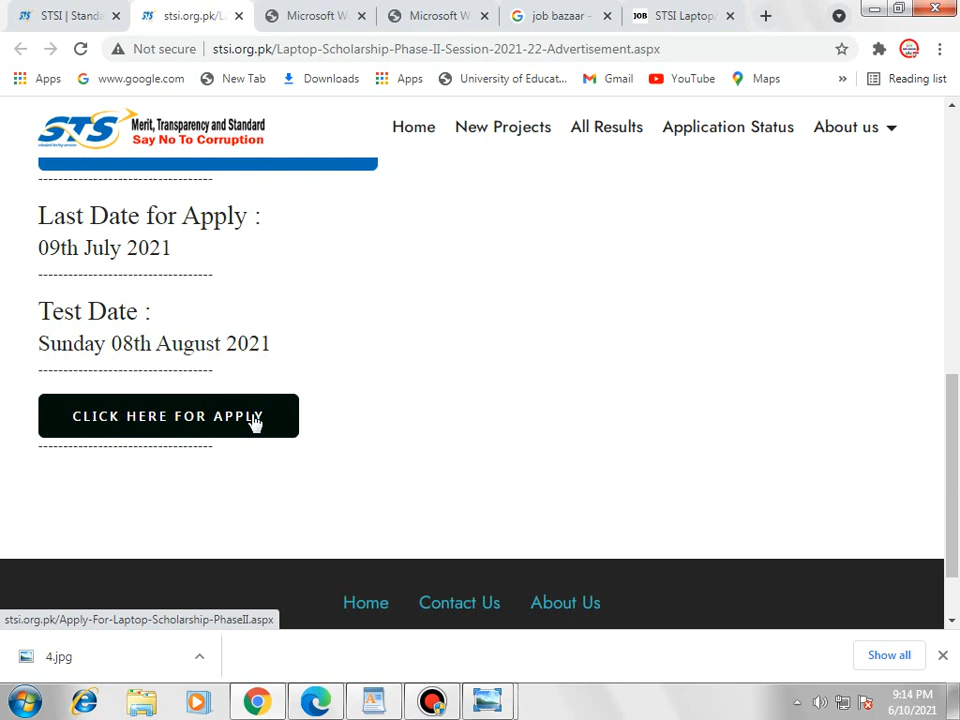 STSI | Standa
stsi.org.pk/L
Microsoft W
Microsoft W
job bazaar -
JOB STSI Laptop
Not secure stsi.org.pk/Laptop-Scholarship-Phase-II-Session-2021-22-Advertisement.aspx
Apps www.google.com New Tab Downloads Apps University of Educat... Gmail YouTube Maps » Reading list
STS Merit, Transparency and Standard
Say No To Corruption
Home New Projects All Results Application Status About us
----------------------------------
Last Date for Apply :
09th July 2021
----------------------------------
Test Date :
Sunday 08th August 2021
----------------------------------
CLICK HERE FOR APPLY
----------------------------------
Home Contact Us About Us
stsi.org.pk/Apply-For-Laptop-Scholarship-PhaseII.aspx
4.jpg
Show all
9:14 PM
6/10/2021